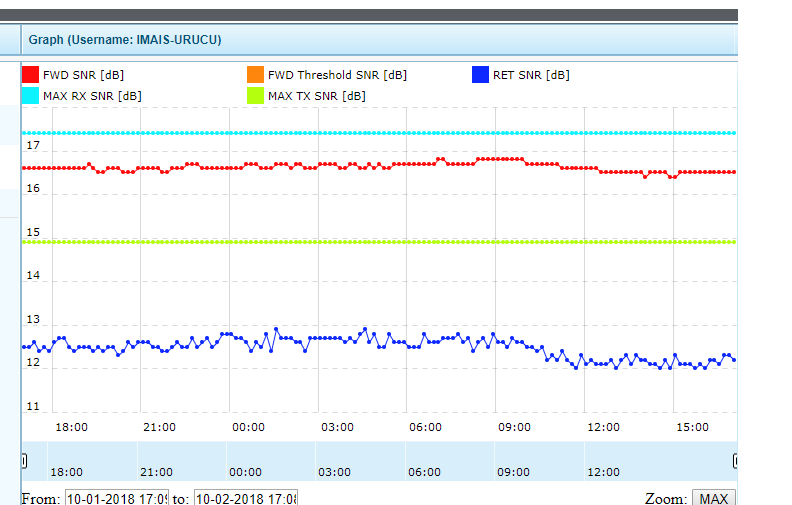 Graph (Username: IMAIS-URUCU)
FWD SNR [dB] FWD Threshold SNR [dB] RET SNR [dB]
MAX RX SNR [dB] MAX TX SNR [dB]
17
16
15
14
13
12
11
18:00 21:00 00:00 03:00 06:00 09:00 12:00 15:00
18:00 21:00 00:00 03:00 06:00 09:00 12:00
From: 10-01-2018 17:09 to: 10-02-2018 17:08 Zoom: MAX